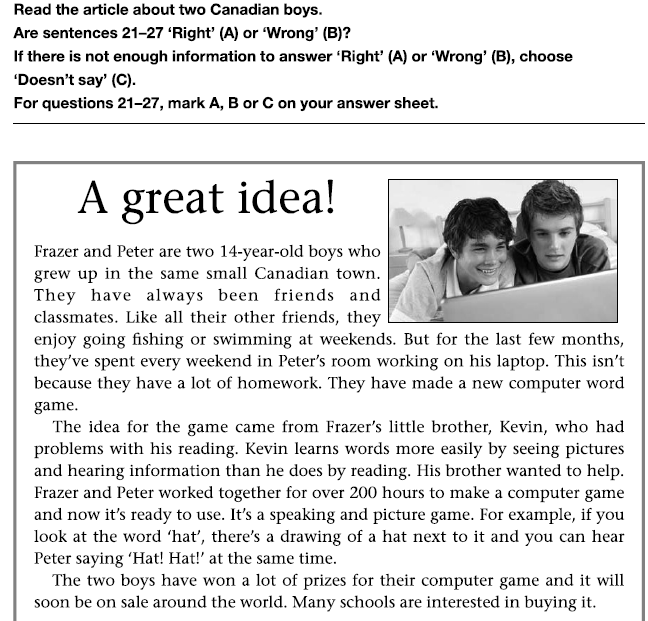 Read the article about two Canadian boys.
Are sentences 21–27 ‘Right’ (A) or ‘Wrong’ (B)?
If there is not enough information to answer ‘Right’ (A) or ‘Wrong’ (B), choose
‘Doesn’t say’ (C).
For questions 21–27, mark A, B or C on your answer sheet.
A great idea!
Frazer and Peter are two 14-year-old boys who
grew up in the same small Canadian town.
They have always been friends and
classmates. Like all their other friends, they
enjoy going fishing or swimming at weekends. But for the last few months,
they’ve spent every weekend in Peter’s room working on his laptop. This isn’t
because they have a lot of homework. They have made a new computer word
game.
The idea for the game came from Frazer’s little brother, Kevin, who had
problems with his reading. Kevin learns words more easily by seeing pictures
and hearing information than he does by reading. His brother wanted to help.
Frazer and Peter worked together for over 200 hours to make a computer game
and now it’s ready to use. It’s a speaking and picture game. For example, if you
look at the word ‘hat’, there’s a drawing of a hat next to it and you can hear
Peter saying ‘Hat! Hat!’ at the same time.
The two boys have won a lot of prizes for their computer game and it will
soon be on sale around the world. Many schools are interested in buying it.